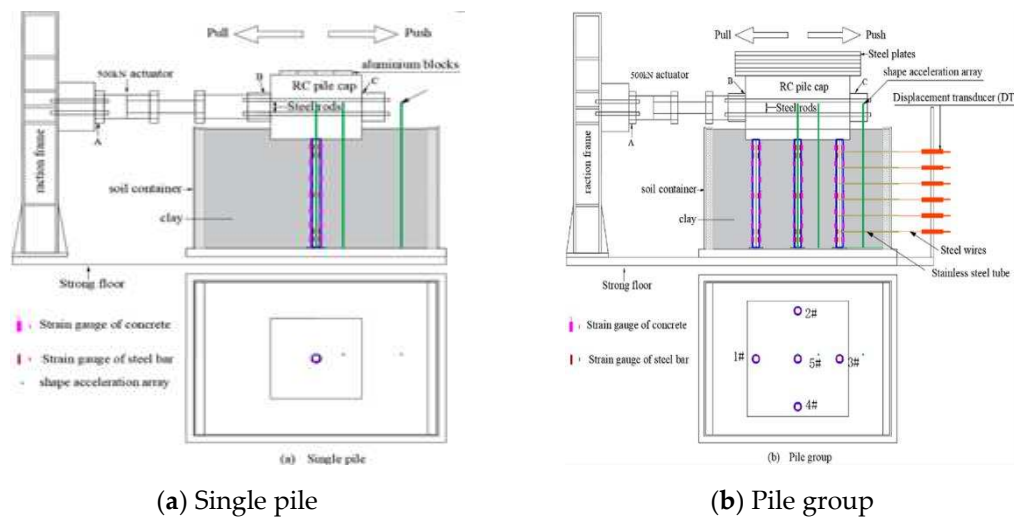 Pull
Push
500kN actuator
aluminium blocks
B
C
RC pile cap
Steel rods
A
raction frame
soil container
clay
Strong floor
Strain gauge of concrete
Strain gauge of steel bar
shape acceleration array
(a) Single pile
Pull
Push
Steel plates
500kN actuator
shape acceleration array
B
C
RC pile cap
Displacement transducer (DT
Steel rods
A
raction frame
soil container
clay
Steel wires
Stainless steel tube
Strong floor
Strain gauge of concrete
Strain gauge of steel bar
2#
1#
5#
3#
4#
(b) Pile group
(a) Single pile
(b) Pile group